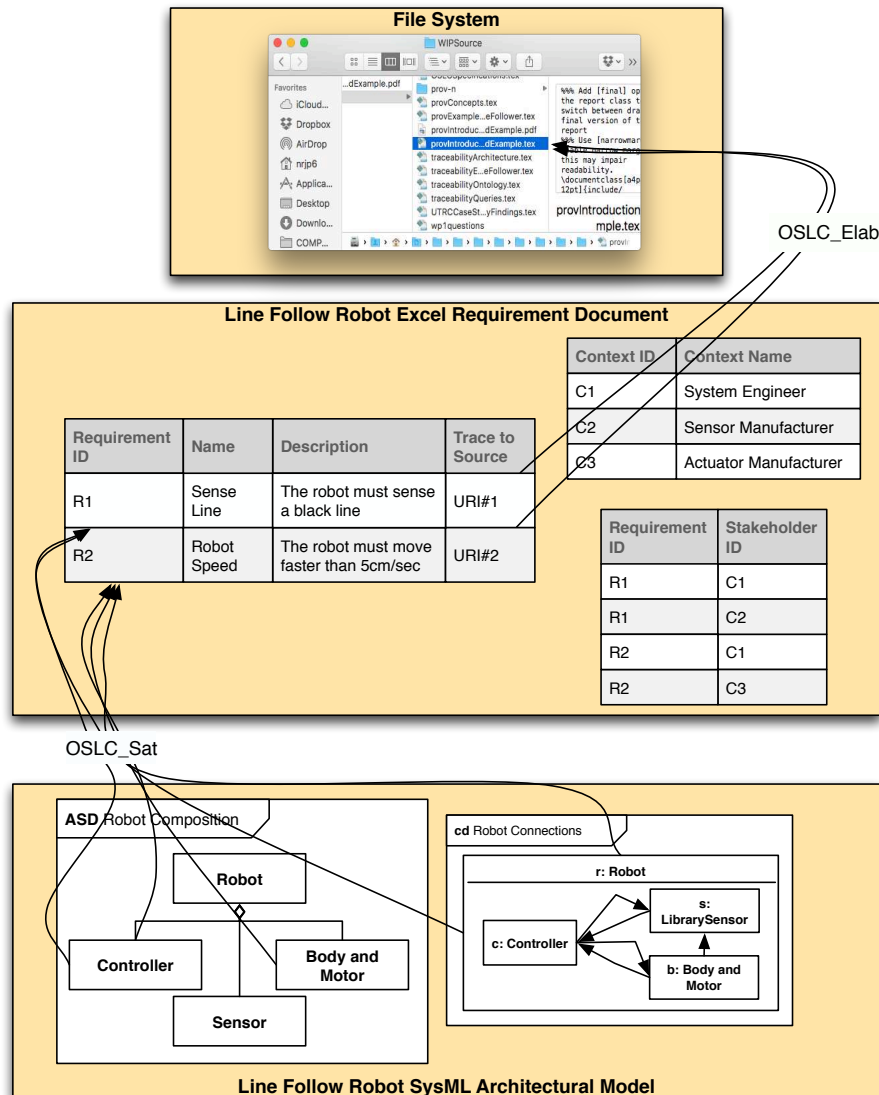 File System
WIPSource
Favorites
iCloud...
Dropbox
AirDrop
nrjp6
Applica...
Desktop
Downlo...
COMP...
...dExample.pdf
prov-n
provConcepts.tex
provExample...eFollower.tex
provIntroduc...dExample.pdf
provIntroduc...dExample.tex
traceabilityArchitecture.tex
traceabilityE...eFollower.tex
traceabilityOntology.tex
traceabilityQueries.tex
UTRCCaseSt...yFindings.tex
wp1questions
%%% Add [final] op
the report class t
switch between dra
final version of t
report
%%% Use [narrowmar
this may impair
readability.
\documentclass[a4p
12pt]{include/
provIntroduction
mple.tex
OSLC_Elab
Line Follow Robot Excel Requirement Document
Context ID Context Name
C1 System Engineer
C2 Sensor Manufacturer
C3 Actuator Manufacturer
Requirement ID Name Description Trace to Source
R1 Sense Line The robot must sense a black line URI#1
R2 Robot Speed The robot must move faster than 5cm/sec URI#2
Requirement ID Stakeholder ID
R1 C1
R1 C2
R2 C1
R2 C3
OSLC_Sat
ASD Robot Composition
Robot
Controller
Body and
Motor
Sensor
cd Robot Connections
r: Robot
s:
LibrarySensor
c: Controller
b: Body and
Motor
Line Follow Robot SysML Architectural Model